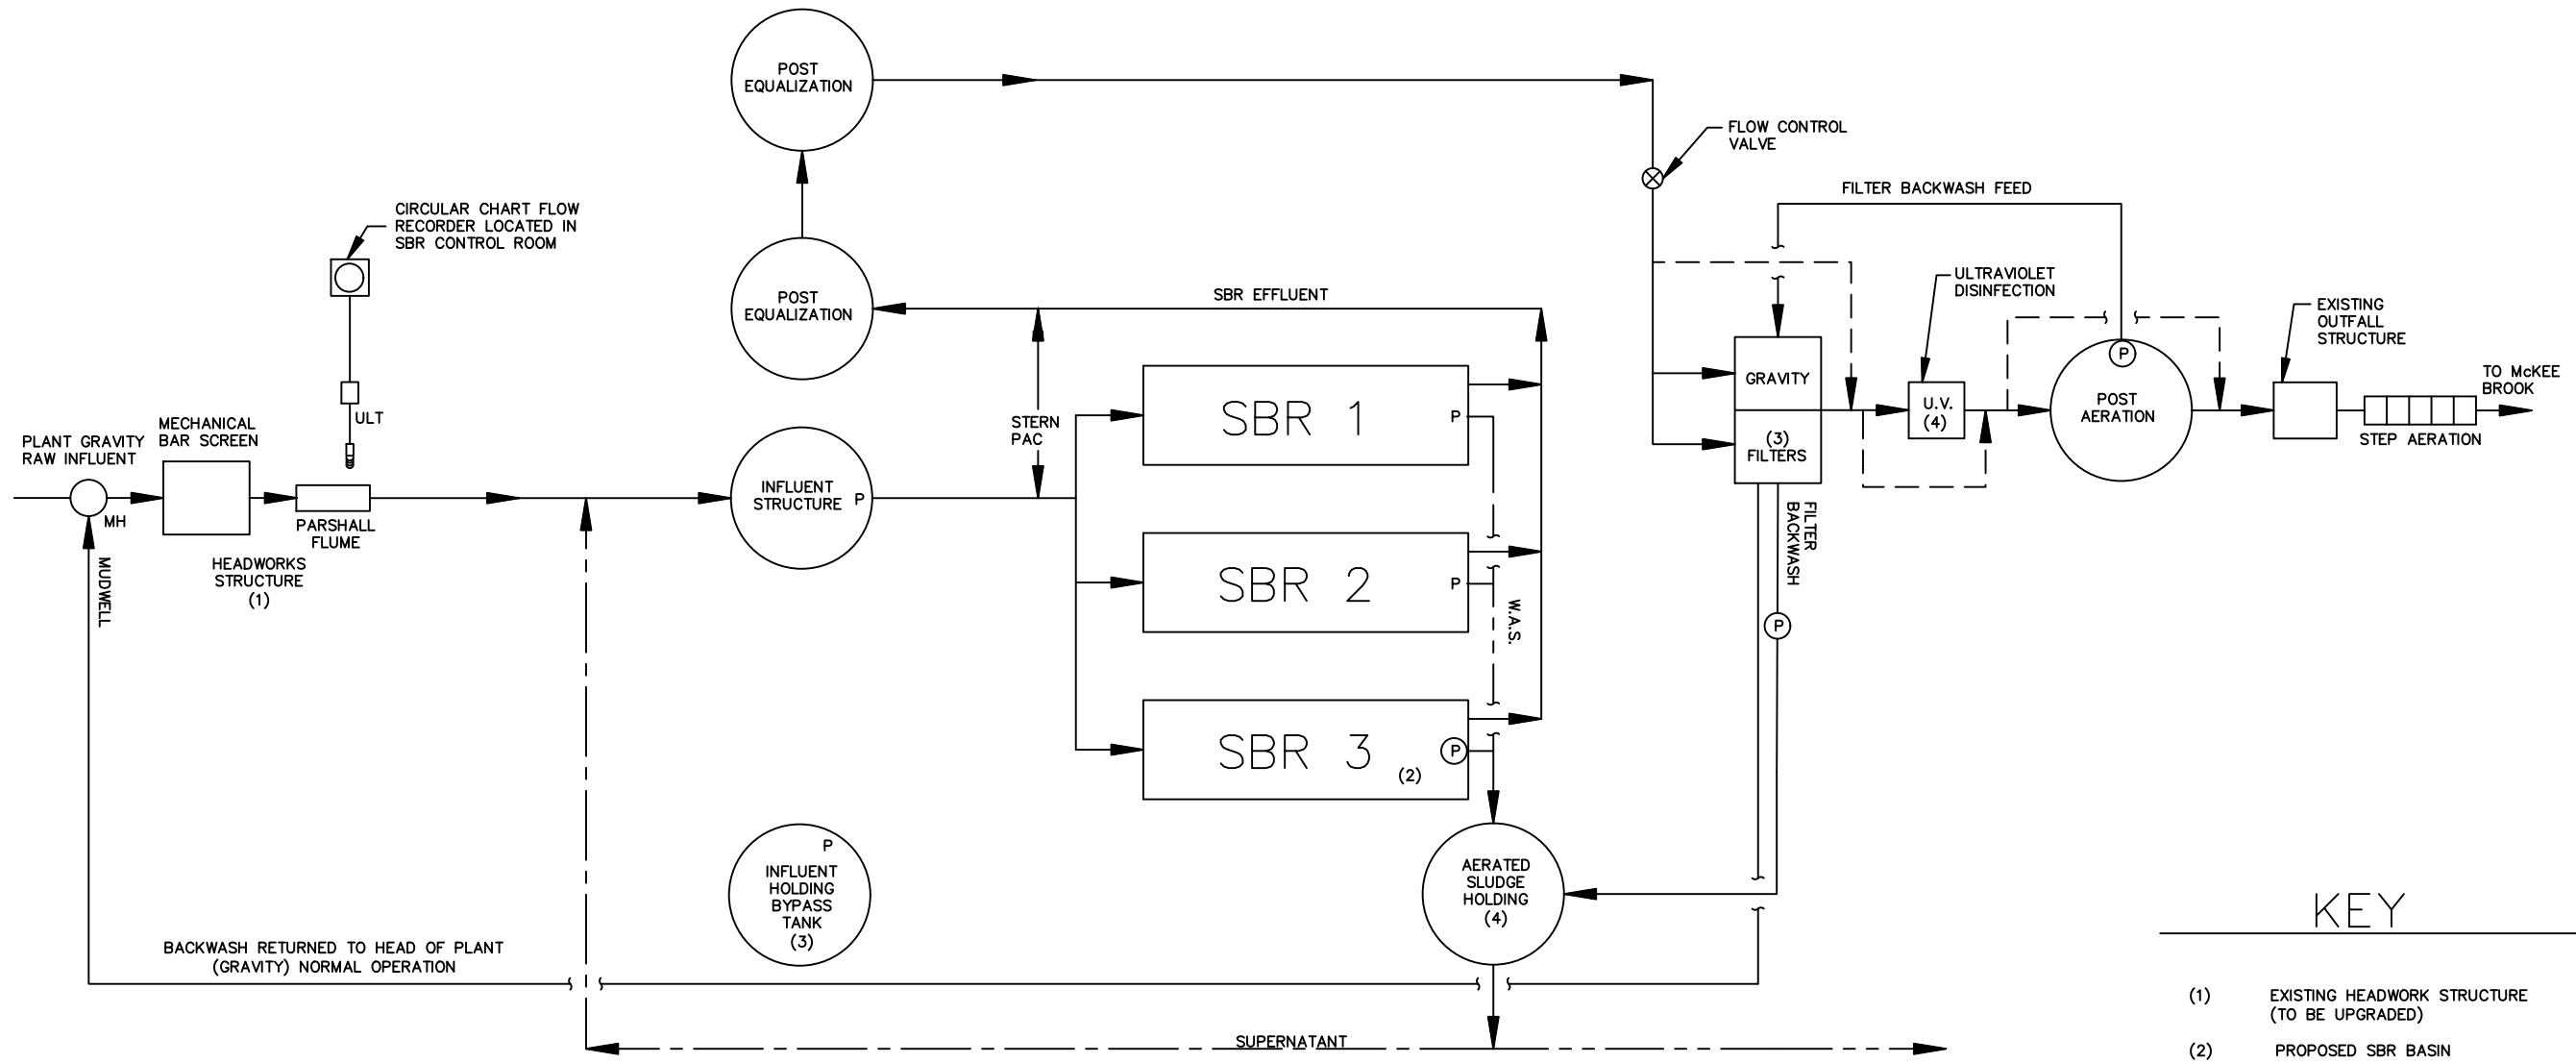 POST
EQUALIZATION
FLOW CONTROL
VALVE
FILTER BACKWASH FEED
CIRCULAR CHART FLOW
RECORDER LOCATED IN
SBR CONTROL ROOM
POST
EQUALIZATION
SBR EFFLUENT
ULTRAVIOLET
DISINFECTION
EXISTING
OUTFALL
STRUCTURE
ULT
STERN
PAC
SBR 1
P
GRAVITY
(3)
FILTERS
U.V.
(4)
P
POST
AERATION
TO McKEE
BROOK
STEP AERATION
PLANT GRAVITY
RAW INFLUENT
MECHANICAL
BAR SCREEN
MH
PARSHALL
FLUME
HEADWORKS
STRUCTURE
(1)
MUDWELL
INFLUENT
STRUCTURE P
SBR 2
P
W.A.S.
FILTER
BACKWASH
P
SBR 3
(2)
P
P
INFLUENT
HOLDING
BYPASS
TANK
(3)
AERATED
SLUDGE
HOLDING
(4)
BACKWASH RETURNED TO HEAD OF PLANT
(GRAVITY) NORMAL OPERATION
SUPERNATANT
KEY
(1) EXISTING HEADWORK STRUCTURE
(TO BE UPGRADED)
(2) PROPOSED SBR BASIN